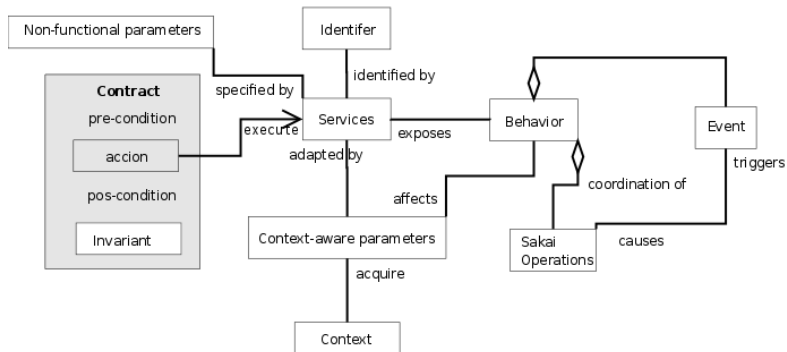 Non-functional parameters
Identifer
identified by
specified by
Contract
pre-condition
accion
pos-condition
Invariant
execute
Services
adapted by
exposes
Behavior
Event
triggers
coordination of
affects
Context-aware parameters
Sakai
Operations
causes
acquire
Context